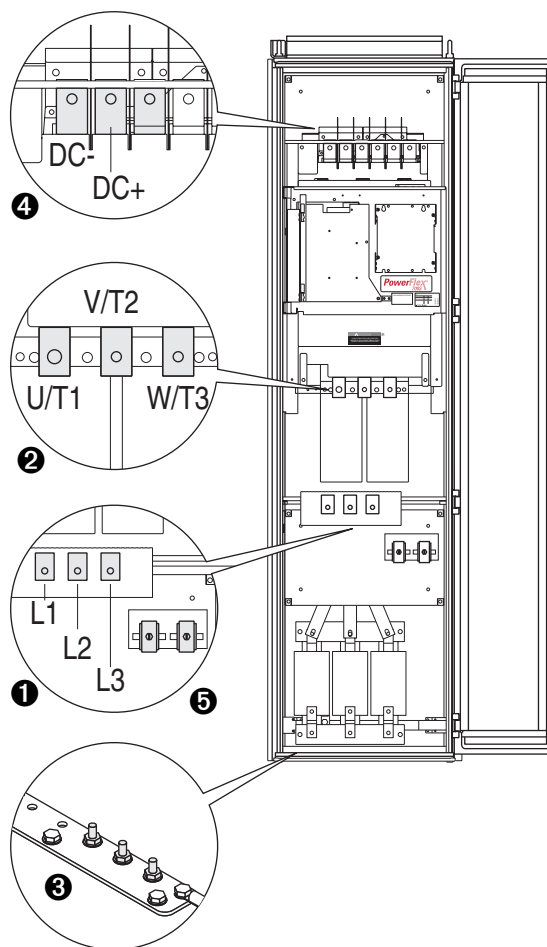 DC-
DC+
❹
PowerFlex
V/T2
U/T1
W/T3
❷
L1
L2
L3
❶
❺
❸